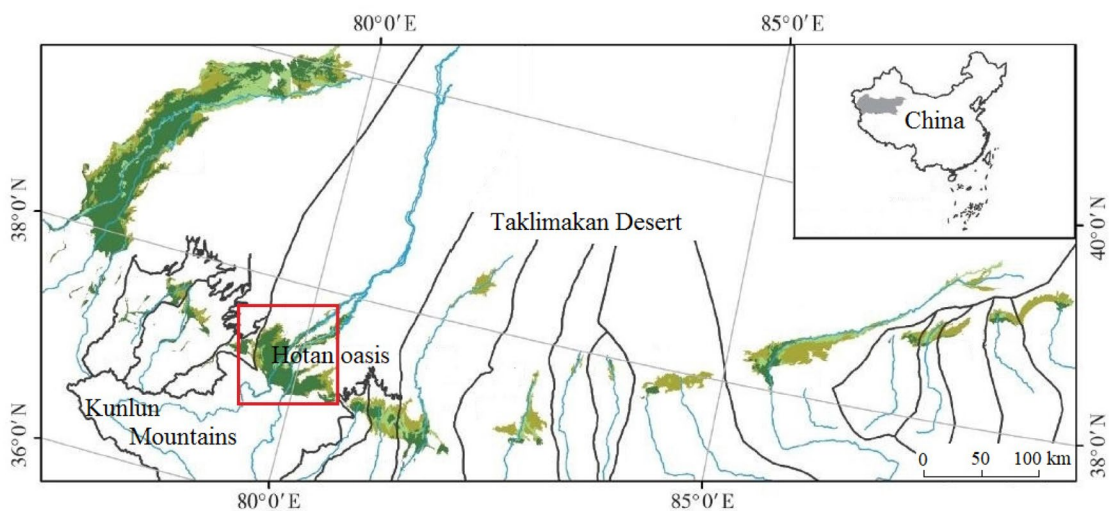 80°0′E
85°0′E
China
38°0′N
Taklimakan Desert
40°0′N
Hotan oasis
Kunlun
Mountains
36°0′N
38°0′N
0 50 100 km
80°0′E
85°0′E